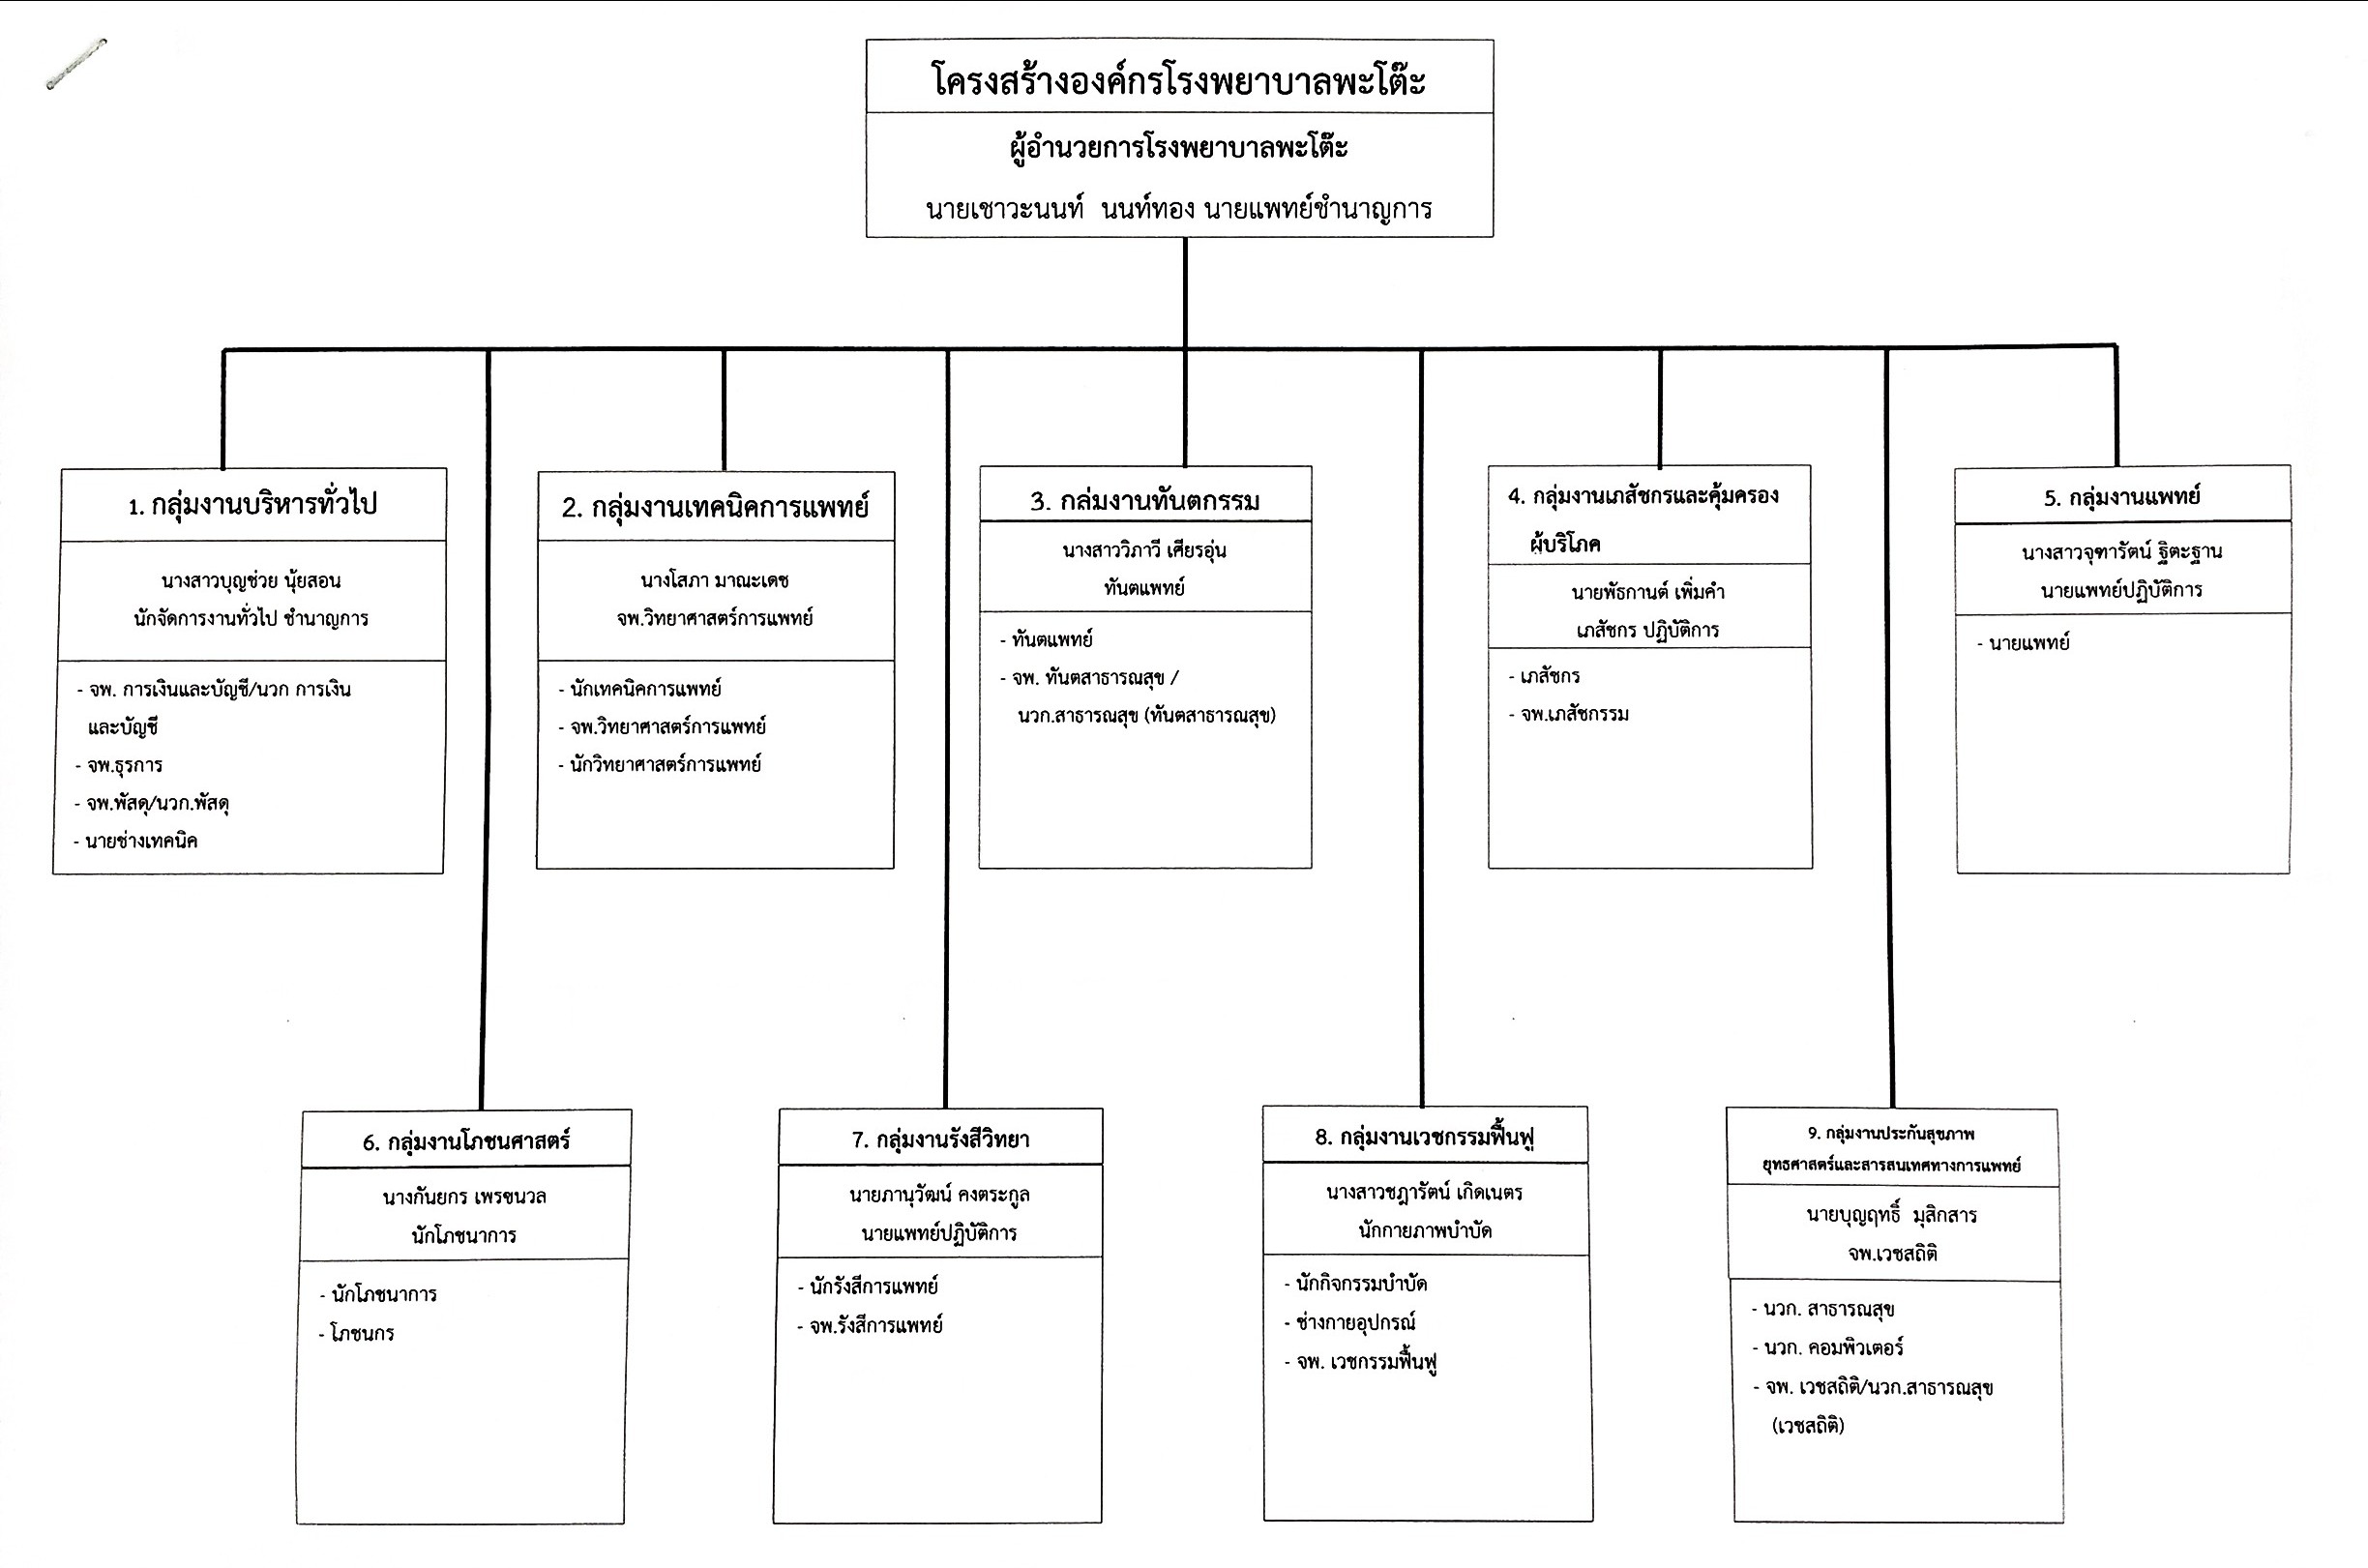 โครงสร้างองค์กรโรงพยาบาลพะโต๊ะ
ผู้อำนวยการโรงพยาบาลพะโต๊ะ
นายเชาวะนนท์ นนท์ทอง นายแพทย์ชำนาญการ
1. กลุ่มงานบริหารทั่วไป
นางสาวบุญช่วย นุ้ยสอน
นักจัดการงานทั่วไป ชำนาญการ
- จพ. การเงินและบัญชี/นวก การเงิน
และบัญชี
- จพ.ธุรการ
- จพ.พัสดุ/นวก.พัสดุ
- นายช่างเทคนิค
2. กลุ่มงานเทคนิคการแพทย์
นางโสภา มาณะเดช
จพ.วิทยาศาสตร์การแพทย์
- นักเทคนิคการแพทย์
- จพ.วิทยาศาสตร์การแพทย์
- นักวิทยาศาสตร์การแพทย์
3. กลุ่มงานทันตกรรม
นางสาววิภาวี เศียรอุ่น
ทันตแพทย์
- ทันตแพทย์
- จพ. ทันตสาธารณสุข /
นวก.สาธารณสุข (ทันตสาธารณสุข)
4. กลุ่มงานเภสัชกรและคุ้มครอง
ผู้บริโภค
นายพัธกานต์ เพิ่มคำ
เภสัชกร ปฏิบัติการ
- เภสัชกร
- จพ.เภสัชกรรม
5. กลุ่มงานแพทย์
นางสาวจุฑารัตน์ ฐิตะฐาน
นายแพทย์ปฏิบัติการ
- นายแพทย์
6. กลุ่มงานโภชนศาสตร์
นางกันยกร เพรชนวล
นักโภชนาการ
- นักโภชนาการ
- โภชนกร
7. กลุ่มงานรังสีวิทยา
นายภานุวัฒน์ คงตระกูล
นายแพทย์ปฏิบัติการ
- นักรังสีการแพทย์
- จพ.รังสีการแพทย์
8. กลุ่มงานเวชกรรมฟื้นฟู
นางสาวชฎารัตน์ เกิดเนตร
นักกายภาพบำบัด
- นักกิจกรรมบำบัด
- ช่างกายอุปกรณ์
- จพ. เวชกรรมฟื้นฟู
9. กลุ่มงานประกันสุขภาพ
ยุทธศาสตร์และสารสนเทศทางการแพทย์
นายบุญฤทธิ์ มุสิกสาร
จพ.เวชสถิติ
- นวก. สาธารณสุข
- นวก. คอมพิวเตอร์
- จพ. เวชสถิติ/นวก.สาธารณสุข
(เวชสถิติ)